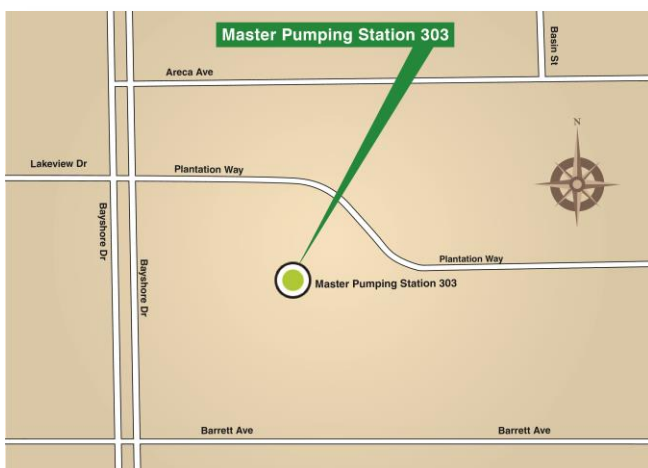 Master Pumping Station 303
Basin St
Areca Ave
N
Lakeview Dr
Plantation Way
Bayshore Dr
Bayshore Dr
Plantation Way
Master Pumping Station 303
Barrett Ave
Barrett Ave